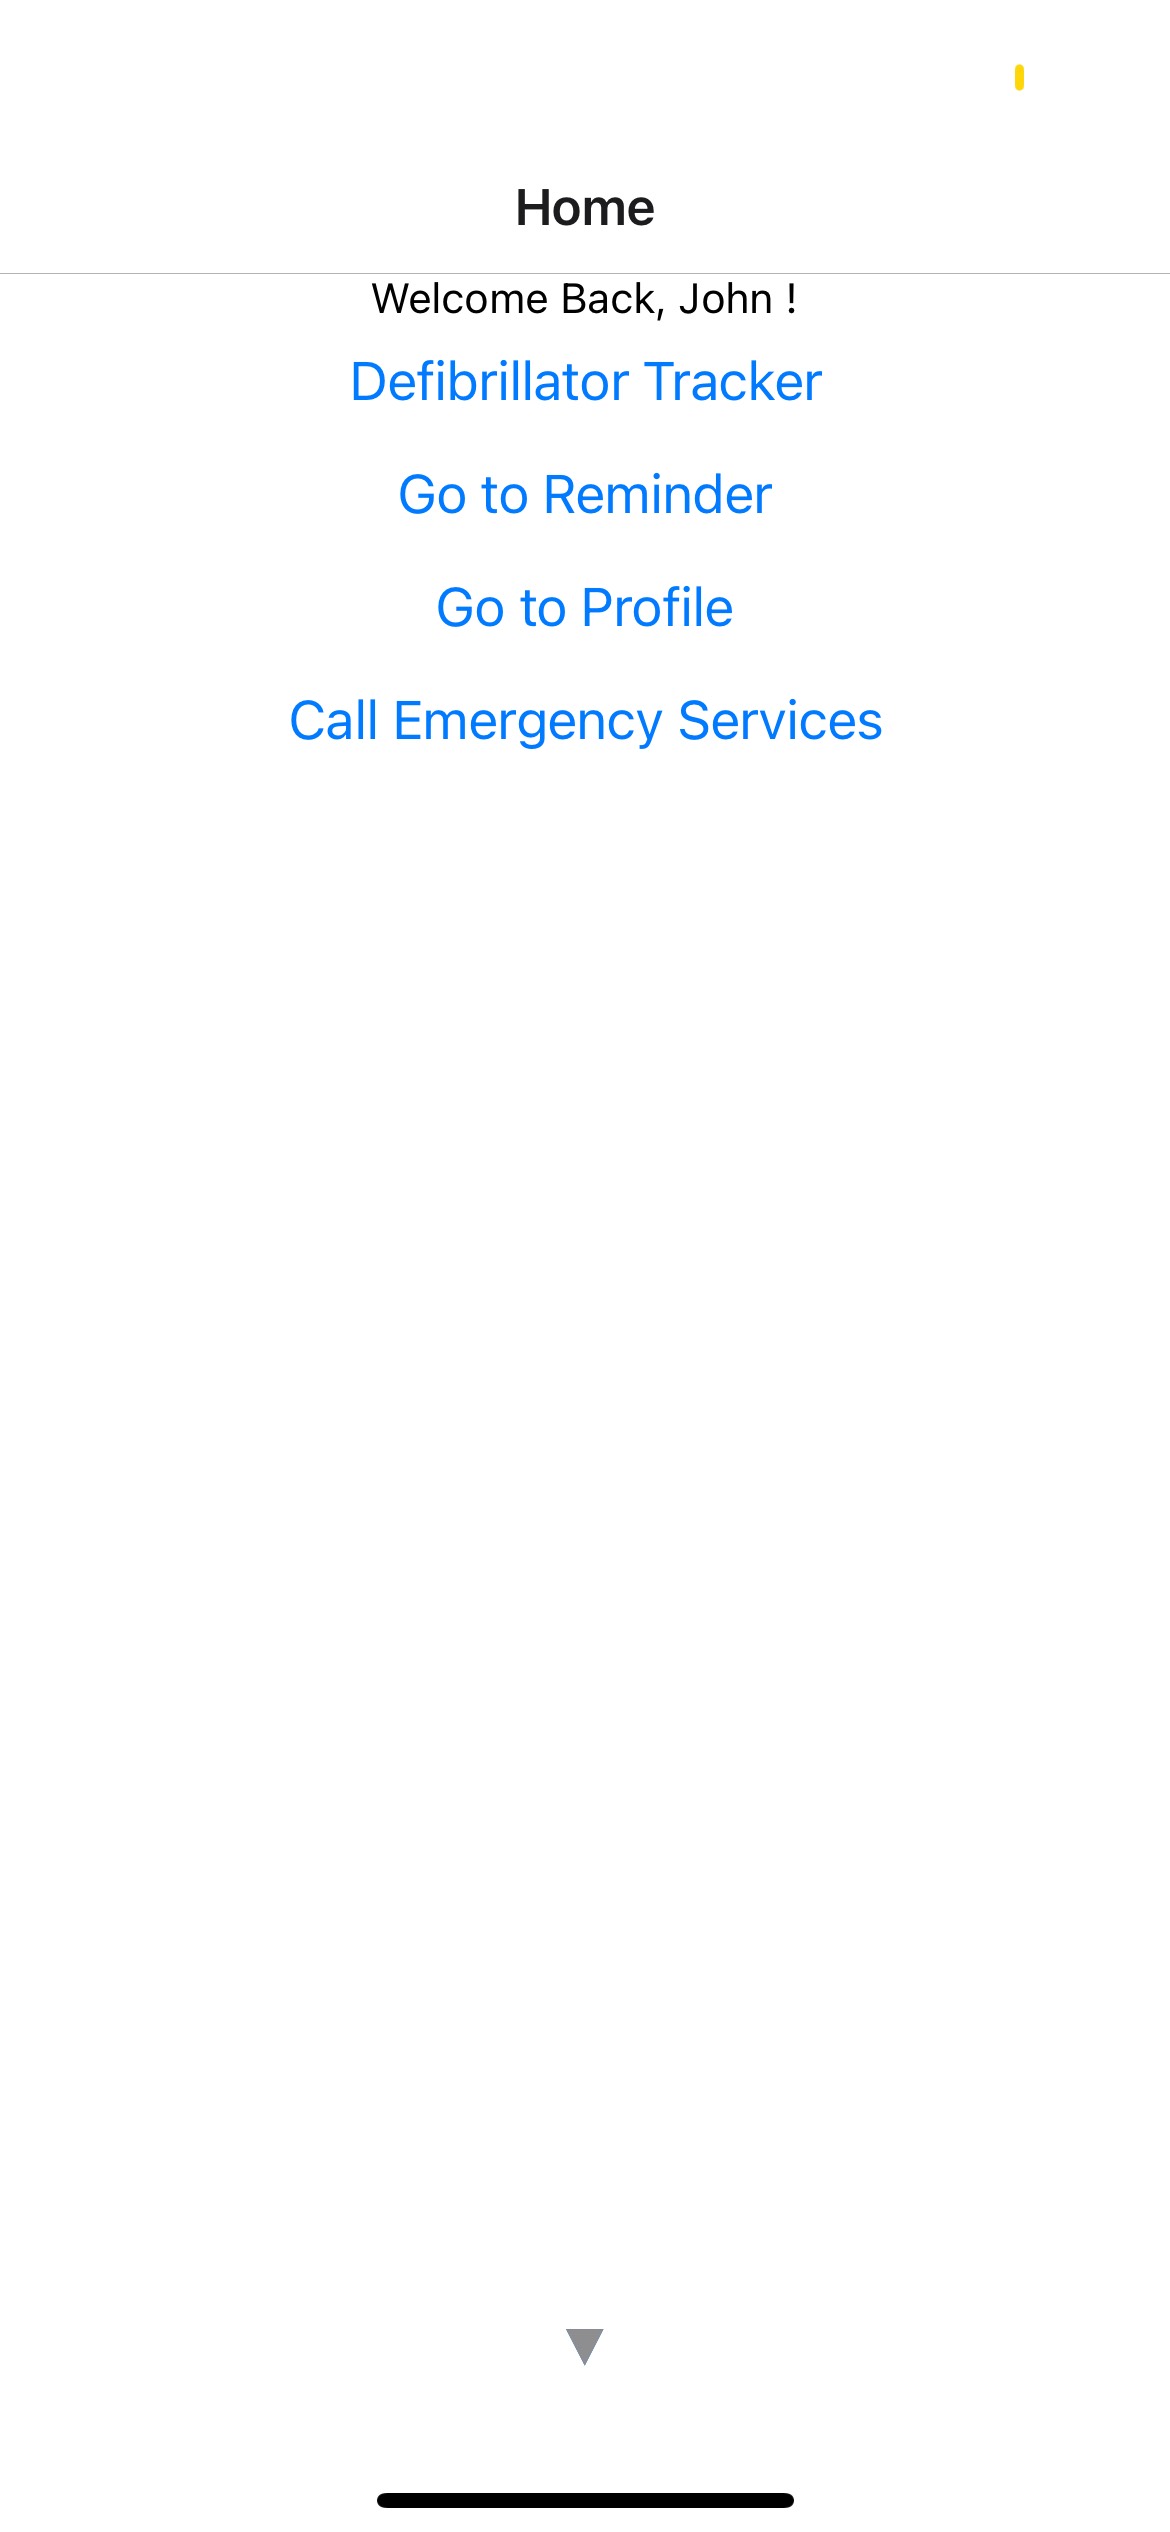 Home
Welcome Back, John !
Defibrillator Tracker
Go to Reminder
Go to Profile
Call Emergency Services